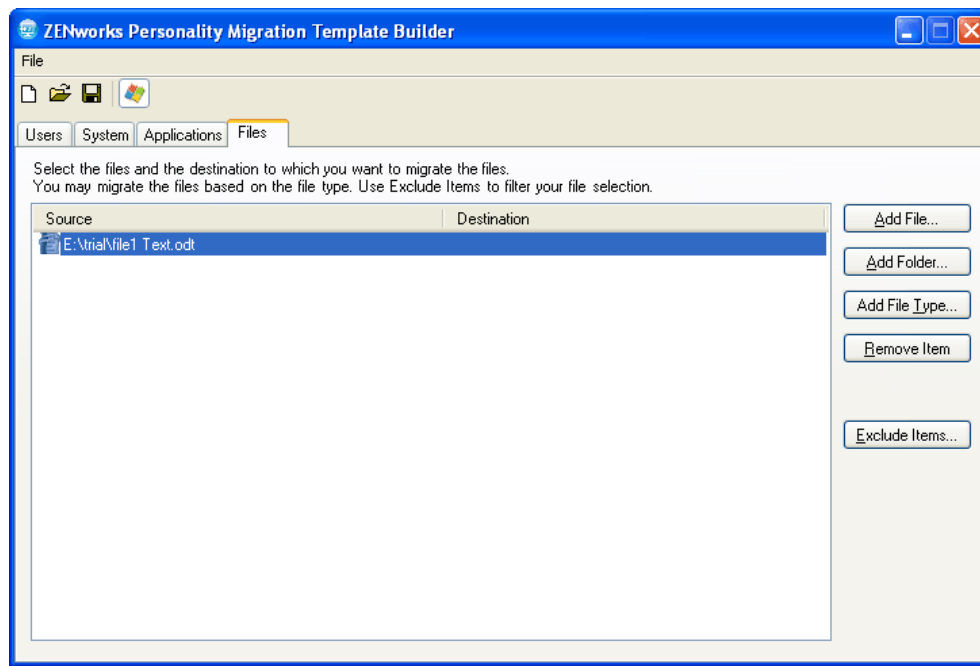 ZENworks Personality Migration Template Builder
File
Users System Applications Files
Select the files and the destination to which you want to migrate the files.
You may migrate the files based on the file type. Use Exclude Items to filter your file selection.
Source Destination
Add File...
E:\trial\file1 Text.odt
Add Folder...
Add File Type...
Remove Item
Exclude Items...